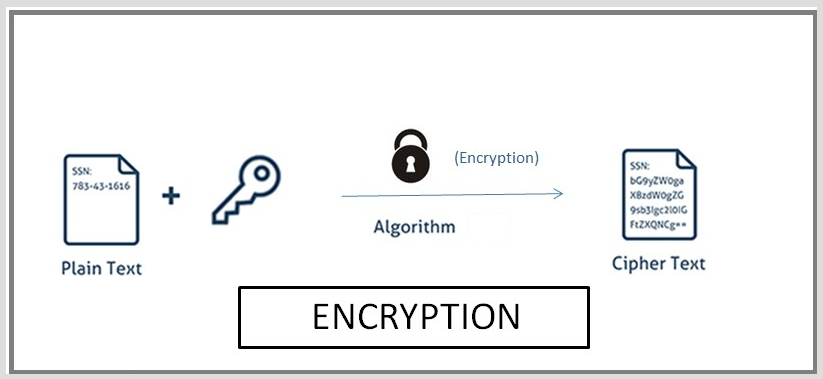 (Encryption)
SSN:
783-43-1616
+
Algorithm
SSN:
bG9yZW0ga
XBzdW0gZG
9sb3Igc2l0IG
FtZXQNCg==
Plain Text
Cipher Text
ENCRYPTION